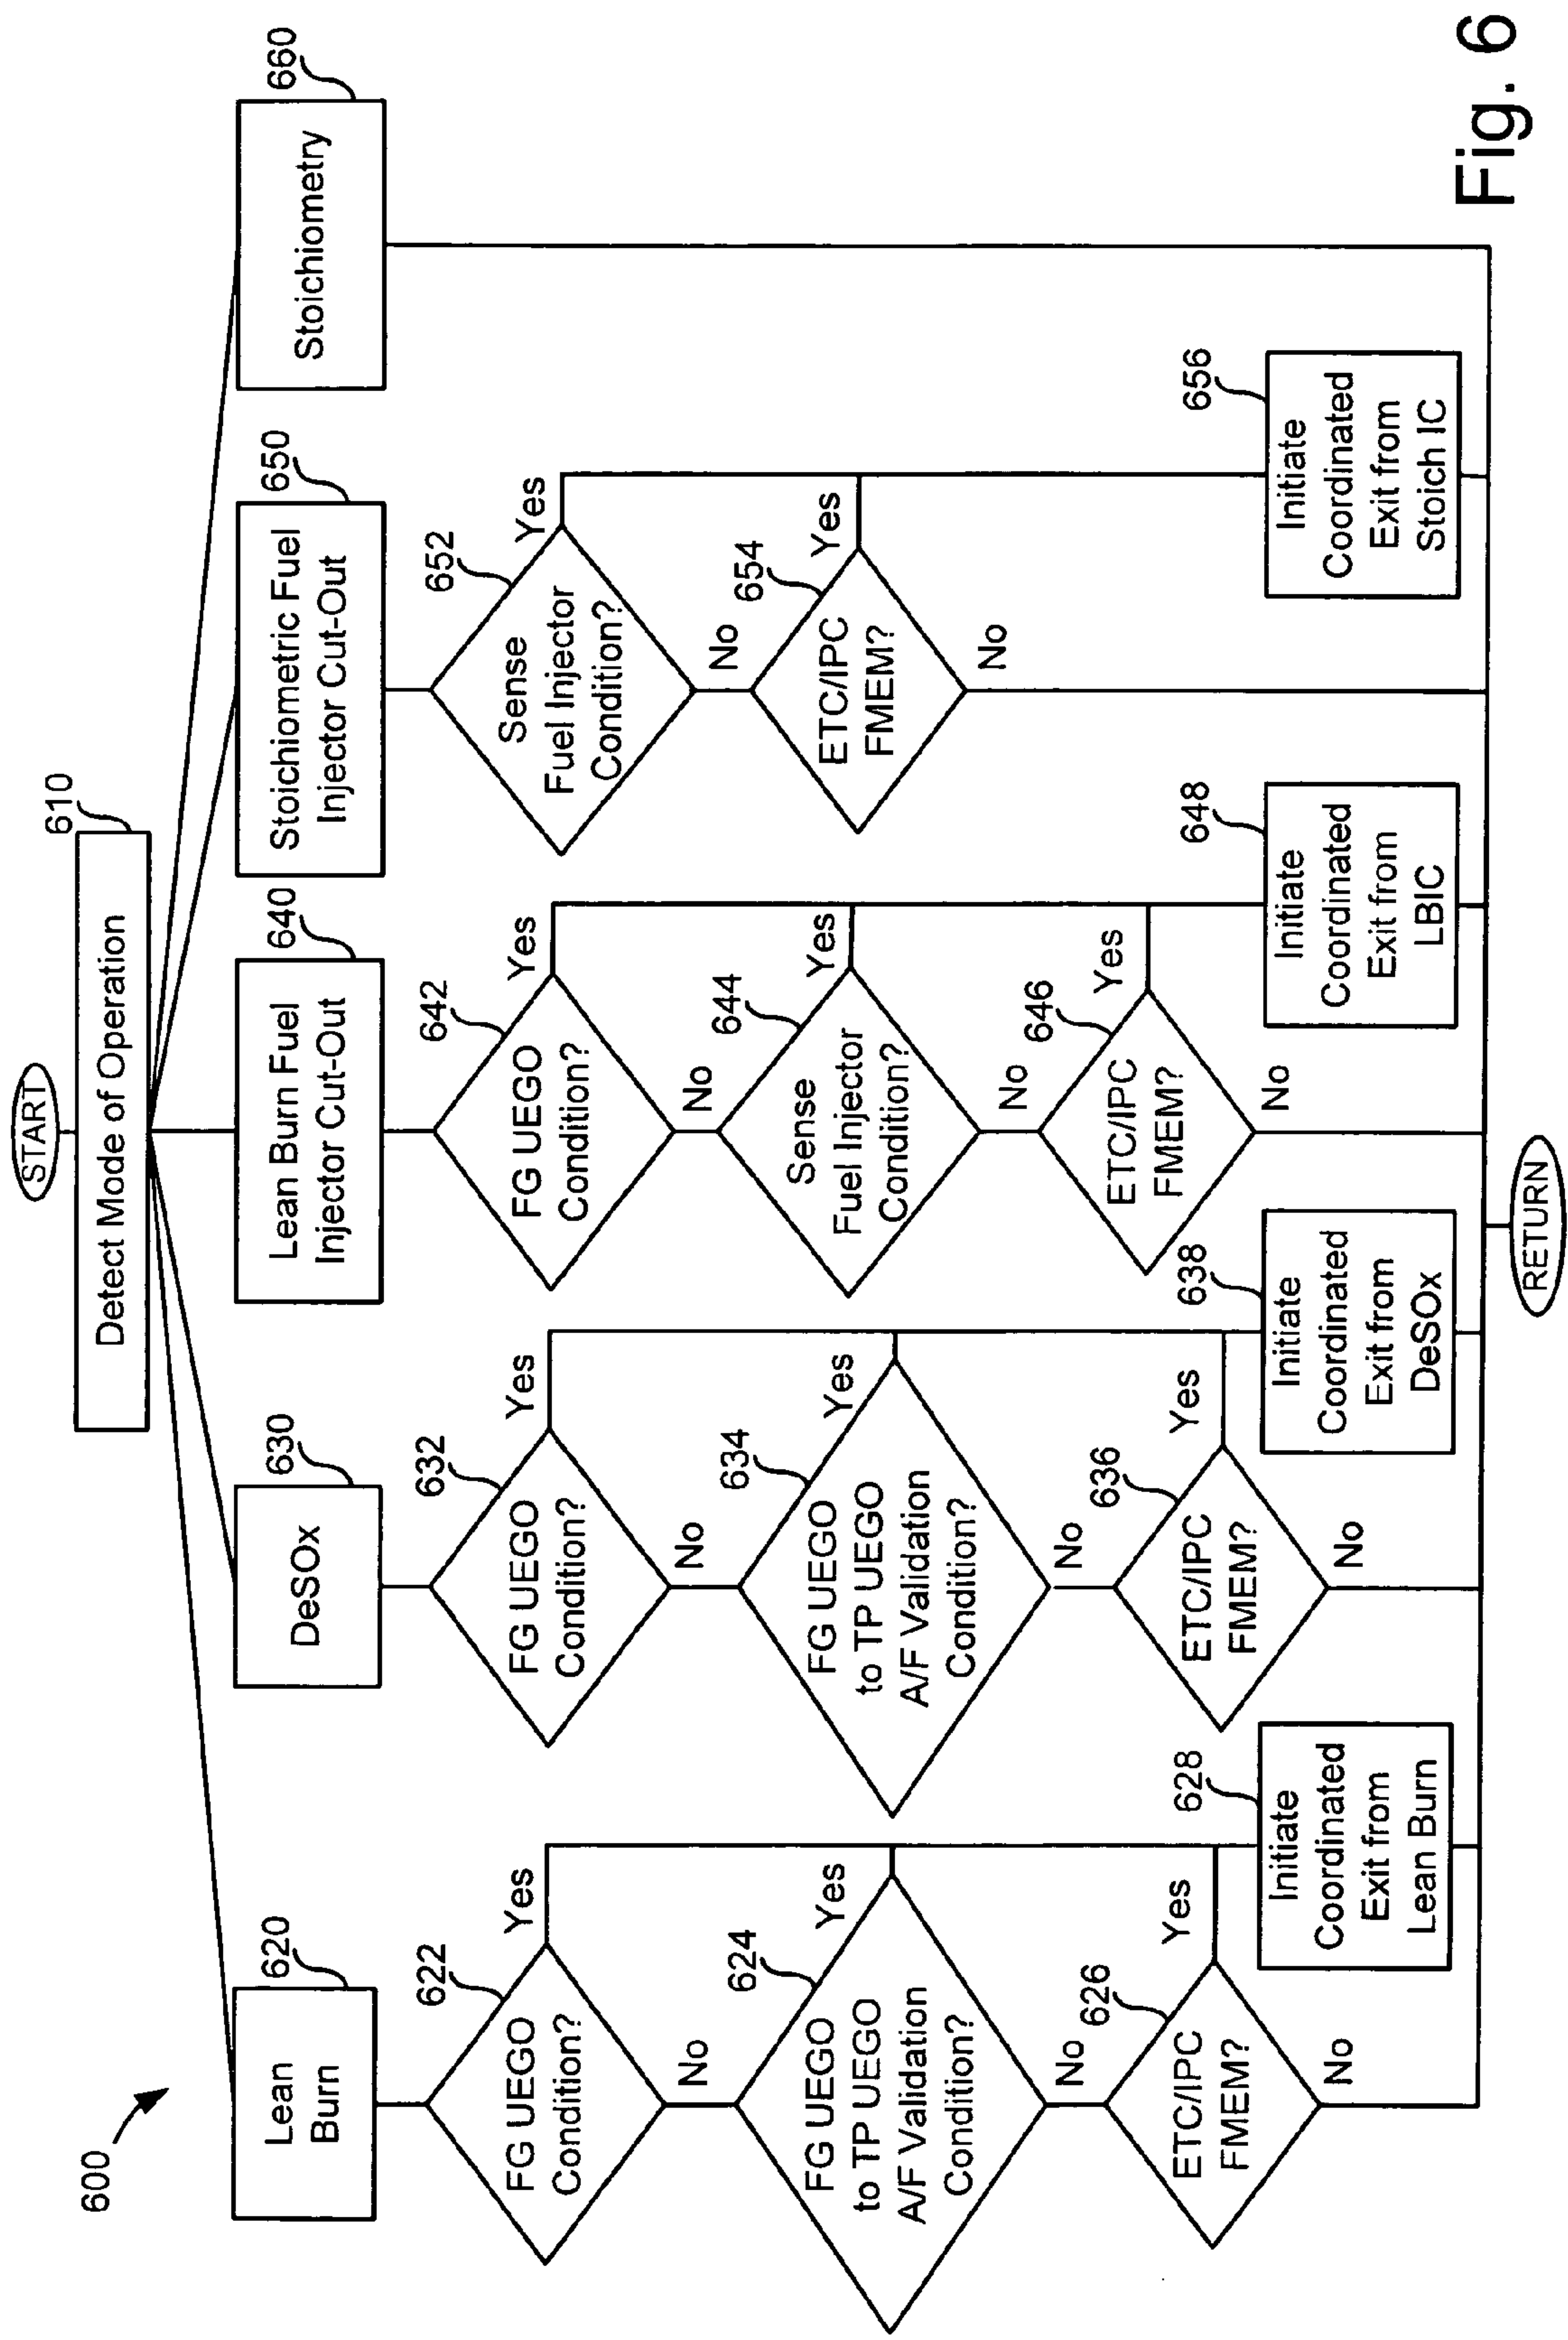 START
610
Detect Mode of Operation
600
620
Lean
Burn
622
FG UEGO
Condition?
Yes
No
624
FG UEGO
to TP UEGO
A/F Validation
Condition?
Yes
No
626
ETC/IPC
FMEM?
Yes
No
628
Initiate
Coordinated
Exit from
Lean Burn
630
DeSOx
632
FG UEGO
Condition?
Yes
No
634
FG UEGO
to TP UEGO
A/F Validation
Condition?
Yes
No
636
ETC/IPC
FMEM?
Yes
No
638
Initiate
Coordinated
Exit from
DeSOx
640
Lean Burn Fuel
Injector Cut-Out
642
FG UEGO
Condition?
Yes
No
644
Sense
Fuel Injector
Condition?
Yes
No
646
ETC/IPC
FMEM?
Yes
No
648
Initiate
Coordinated
Exit from
LBIC
650
Stoichiometric Fuel
Injector Cut-Out
652
Sense
Fuel Injector
Condition?
Yes
No
654
ETC/IPC
FMEM?
Yes
No
656
Initiate
Coordinated
Exit from
Stoich IC
660
Stoichiometry
RETURN
Fig. 6